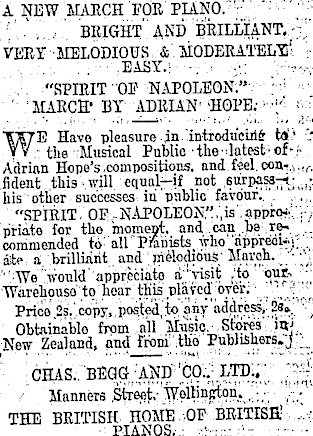 A NEW MARCH FOR PIANO.
BRIGHT AND BRILLIANT.
VERY MELODIOUS & MODERATELY
EASY.
"SPIRIT OF NAPOLEON."
MARCH BY ADRIAN HOPE.
WE Have pleasure in introducing to
the Musical Public the latest of
Adrian Hope's compositions, and feel con-
fident this will equal—if not surpass—
his other successes in public favour.
"SPIRIT OF NAPOLEON" is appro-
priate for the moment, and can be re-
commended to all Pianists who appreci-
ate a brilliant and melodious March.
We would appreciate a visit to our
Warehouse to hear this played over.
Price 2s. copy, posted to any address, 2s.
Obtainable from all Music Stores in
New Zealand, and from the Publishers.
CHAS. BEGG AND CO., LTD.,
Manners Street, Wellington.
THE BRITISH HOME OF BRITISH
PIANOS.